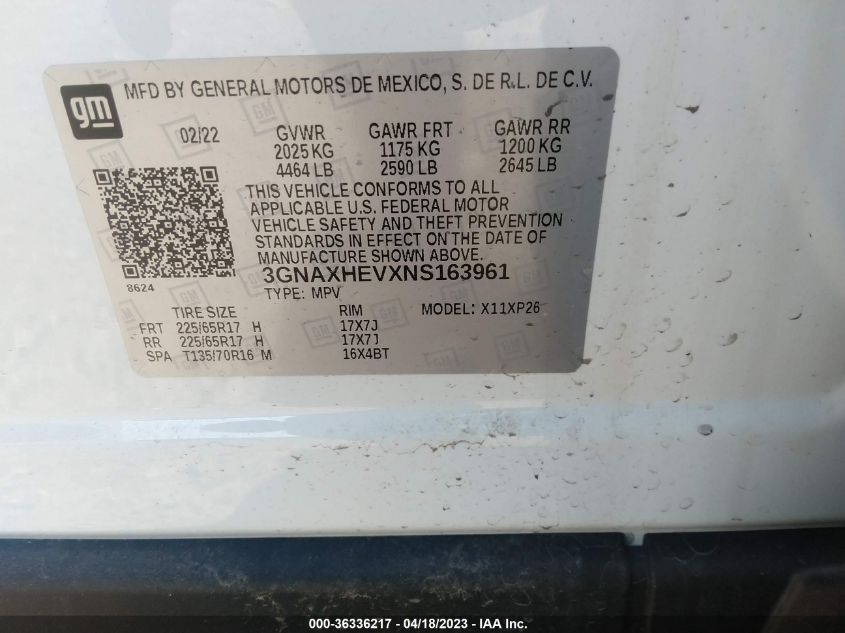 gm
MFD BY GENERAL MOTORS DE MEXICO, S. DE R.L. DE C.V.
02/22 GVWR GAWR FRT GAWR RR
2025 KG 1175 KG 1200 KG
4464 LB 2590 LB 2645 LB
THIS VEHICLE CONFORMS TO ALL
APPLICABLE U.S. FEDERAL MOTOR
VEHICLE SAFETY AND THEFT PREVENTION
STANDARDS IN EFFECT ON THE DATE OF
MANUFACTURE SHOWN ABOVE.
8624 3GNAXHEVXNS163961
TYPE: MPV
TIRE SIZE RIM MODEL: X11XP26
FRT 225/65R17 H 17X7J
RR 225/65R17 H 17X7J
SPA T135/70R16 M 16X4BT
000-36336217 - 04/18/2023 - IAA Inc.